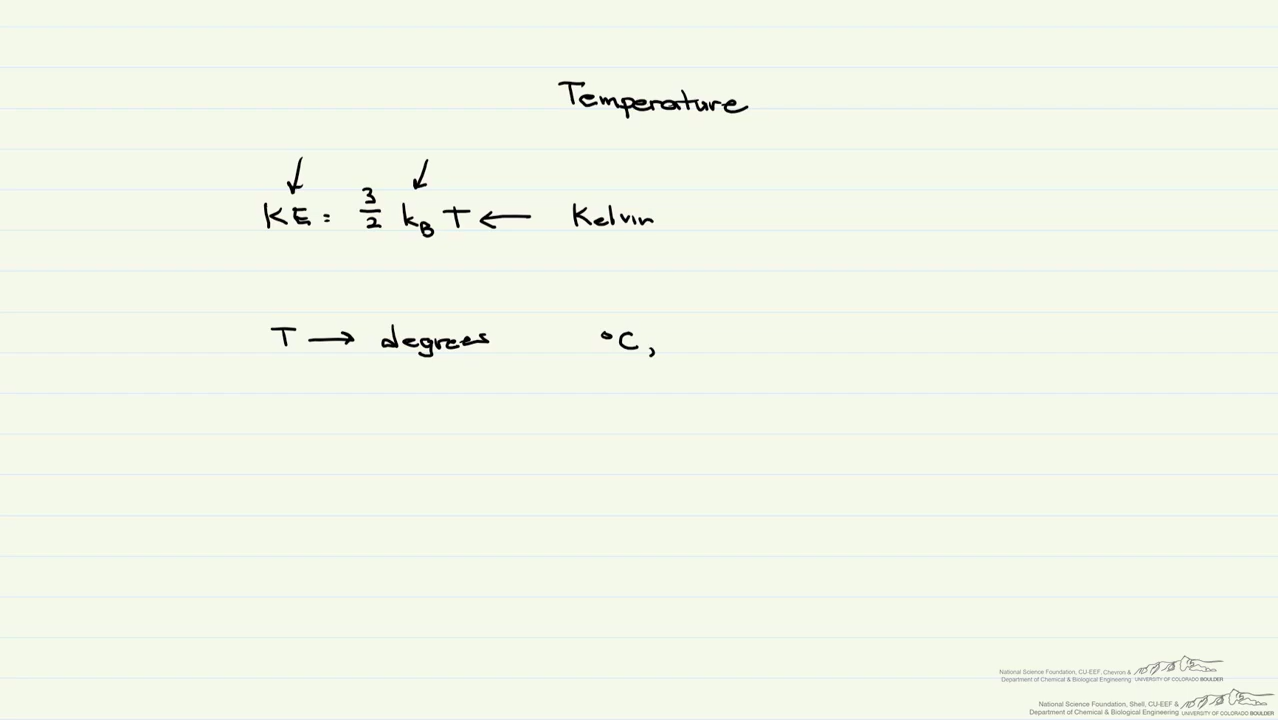 Temperature
KE = 3/2 k_B T ← Kelvin
T → degrees °C,
National Science Foundation, CU-EEF, Chevron &
Department of Chemical & Biological Engineering UNIVERSITY OF COLORADO BOULDER
National Science Foundation, Shell, CU-EEF &
Department of Chemical & Biological Engineering UNIVERSITY OF COLORADO BOULDER